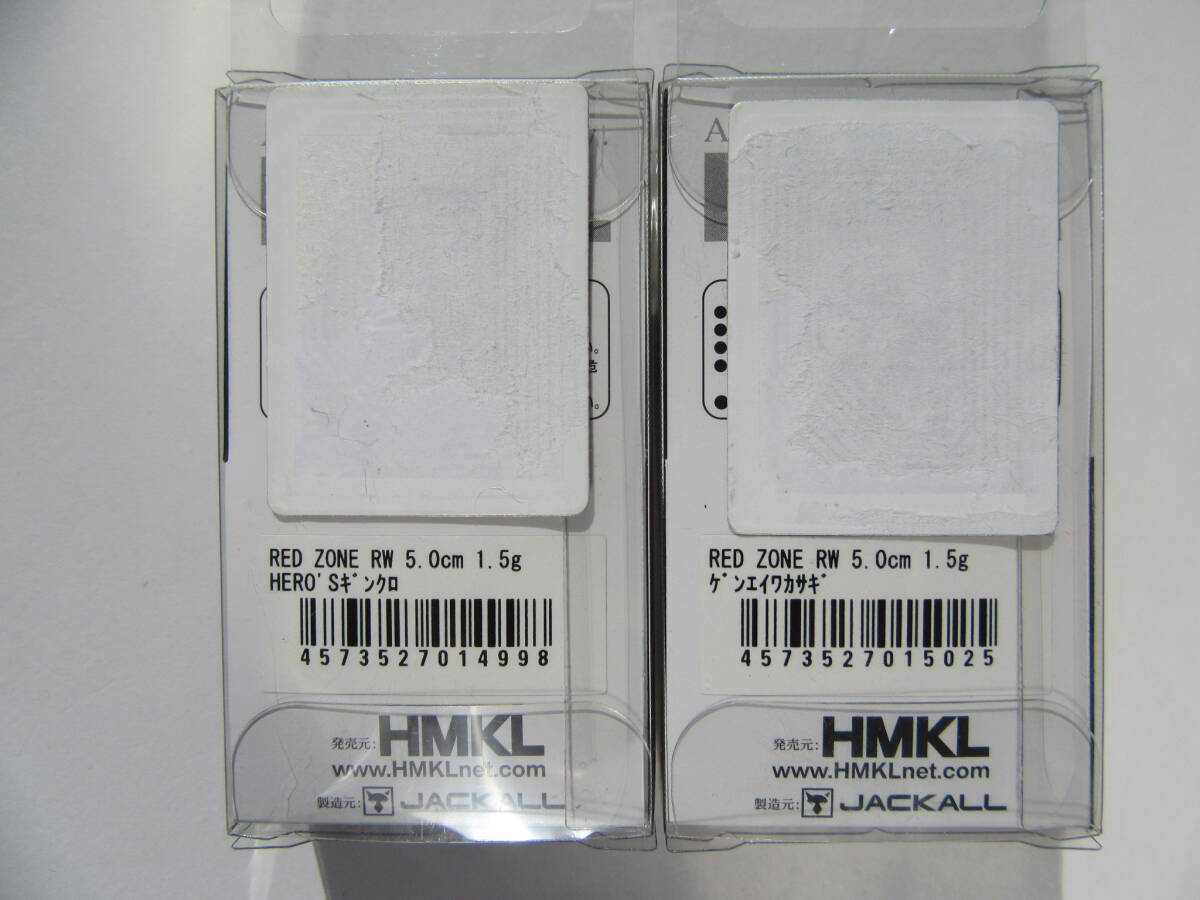 A
RED ZONE RW 5.0cm 1.5g
HERO'Sギンクロ
4573527014998
発売元: HMKL
www.HMKLnet.com
製造元: JACKALL
A
RED ZONE RW 5.0cm 1.5g
ゲンエイワカサギ
4573527015025
発売元: HMKL
www.HMKLnet.com
製造元: JACKALL